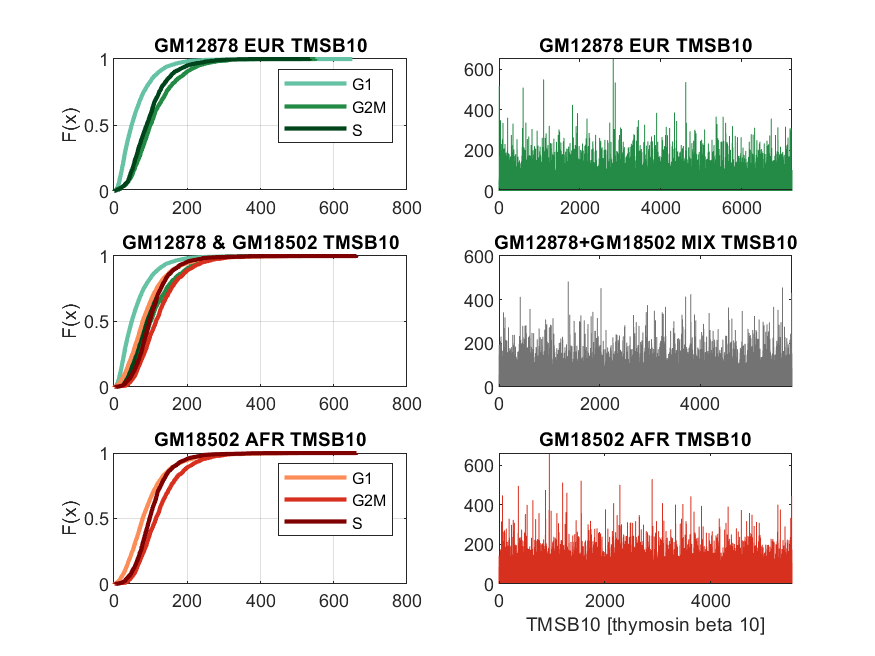 GM12878 EUR TMSB10
1
0.5
0
F(x)
0 200 400 600 800
G1
G2M
S
GM12878 EUR TMSB10
600
400
200
0
0 2000 4000 6000
GM12878 & GM18502 TMSB10
1
0.5
0
F(x)
0 200 400 600 800
GM12878+GM18502 MIX TMSB10
600
400
200
0
0 2000 4000
GM18502 AFR TMSB10
1
0.5
0
F(x)
0 200 400 600 800
G1
G2M
S
GM18502 AFR TMSB10
600
400
200
0
0 2000 4000
TMSB10 [thymosin beta 10]